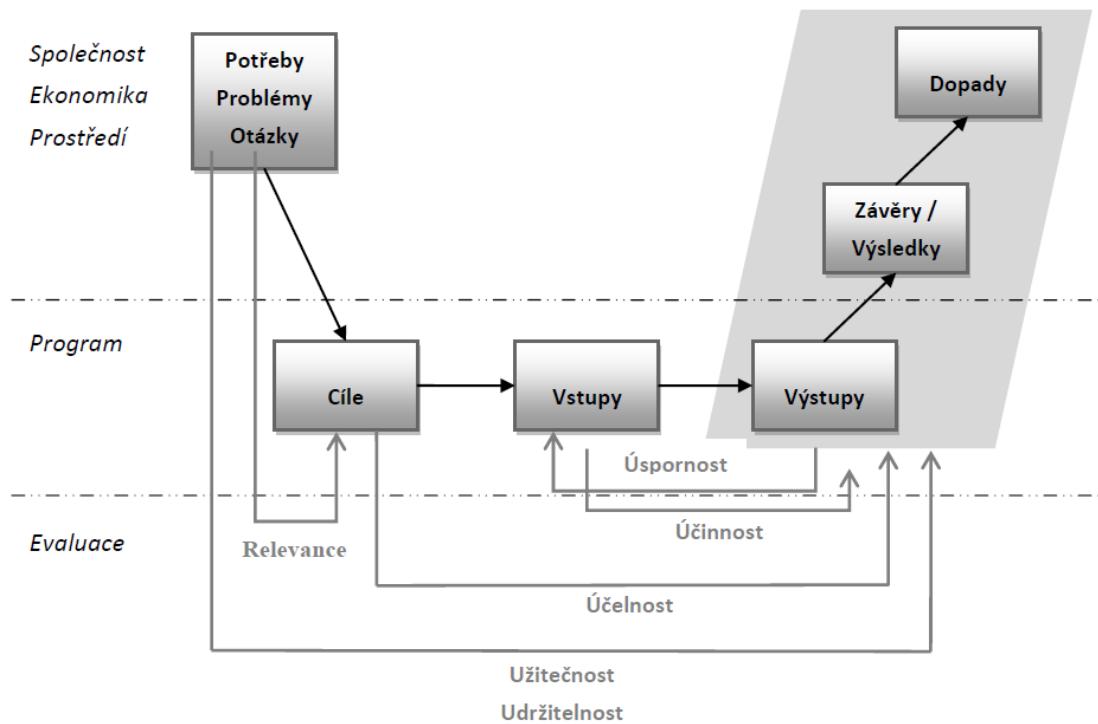 Společnost
Ekonomika
Prostředí
Potřeby
Problémy
Otázky
Dopady
Závěry /
Výsledky
Program
Cíle
Vstupy
Výstupy
Úspornost
Účinnost
Evaluace
Relevance
Účelnost
Užitečnost
Udržitelnost